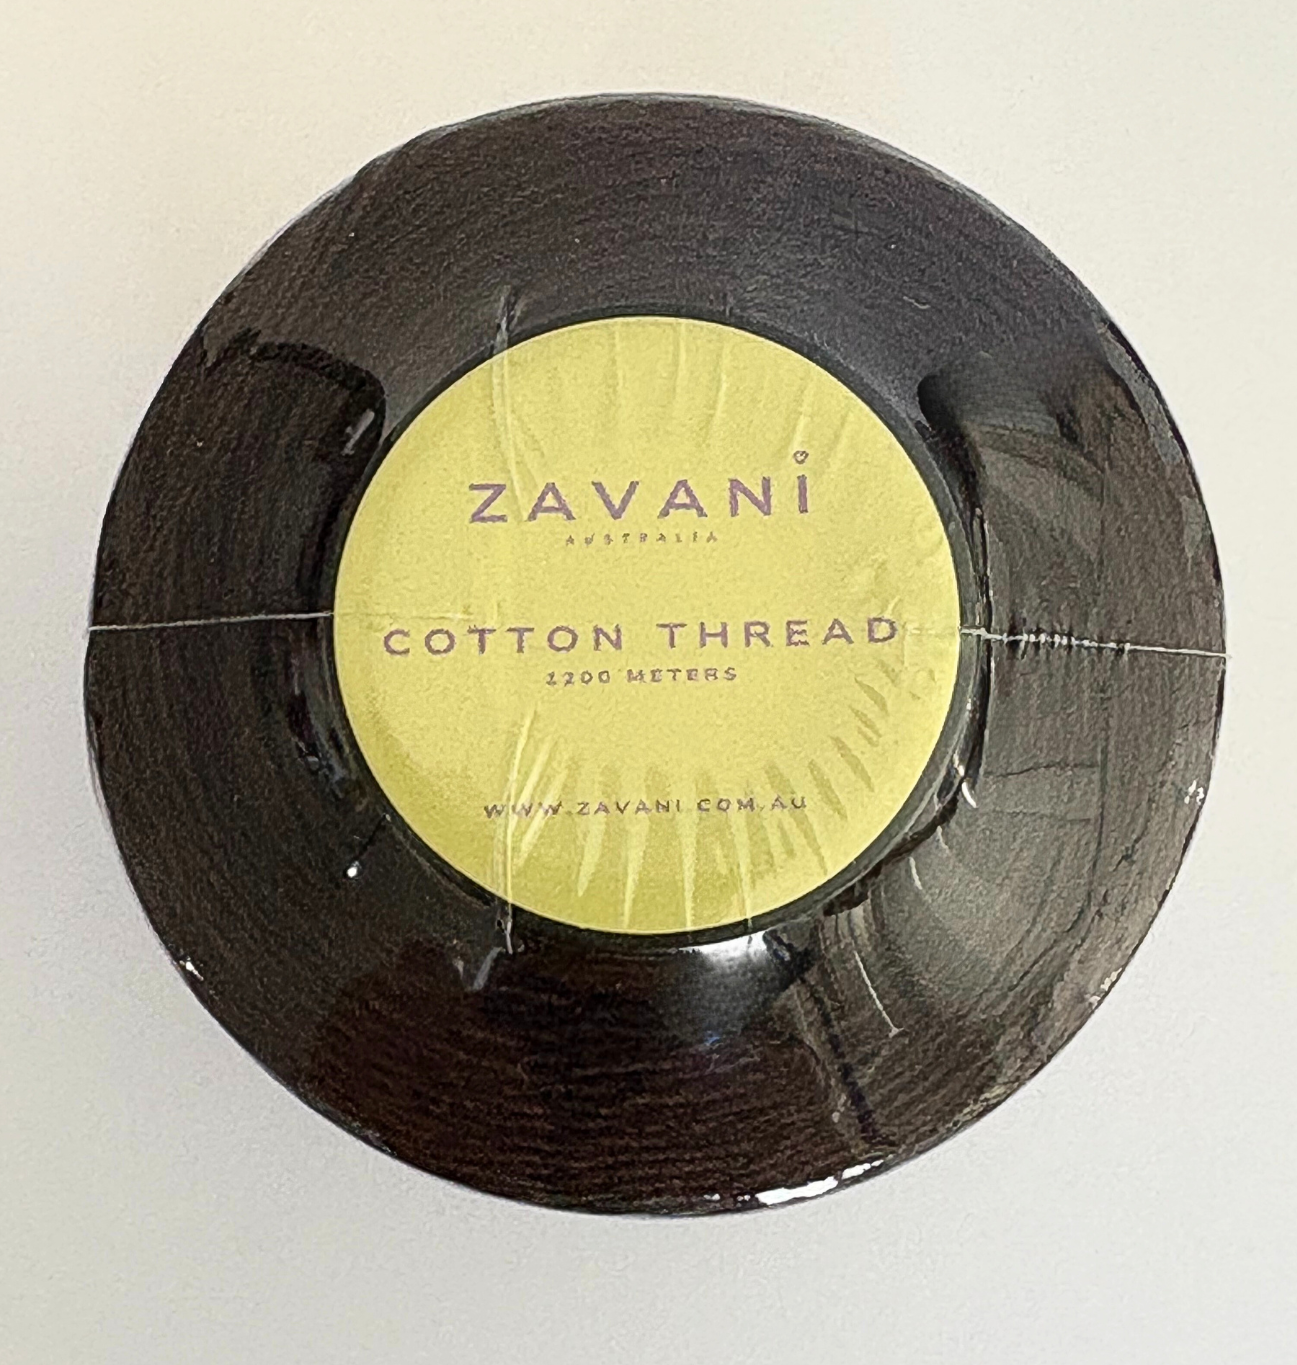 ZAVANi
AUSTRALIA
COTTON THREAD
1200 METERS
WWW.ZAVANI.COM.AU